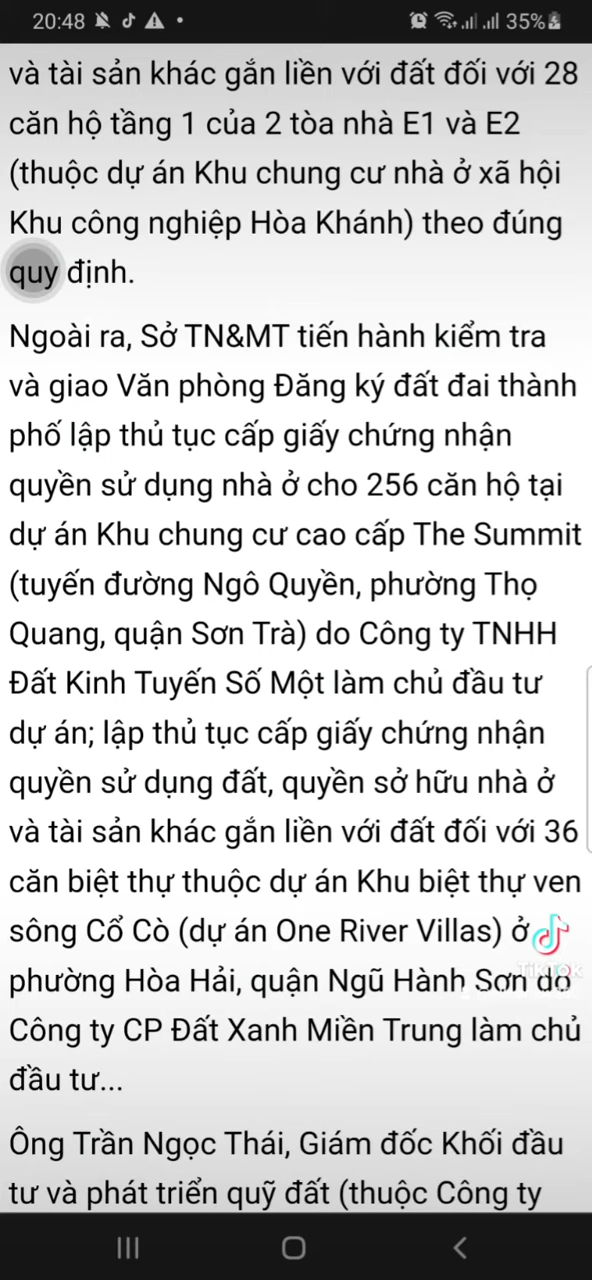 20:48 35%
và tài sản khác gắn liền với đất đối với 28
căn hộ tầng 1 của 2 tòa nhà E1 và E2
(thuộc dự án Khu chung cư nhà ở xã hội
Khu công nghiệp Hòa Khánh) theo đúng
quy định.
Ngoài ra, Sở TN&MT tiến hành kiểm tra
và giao Văn phòng Đăng ký đất đai thành
phố lập thủ tục cấp giấy chứng nhận
quyền sử dụng nhà ở cho 256 căn hộ tại
dự án Khu chung cư cao cấp The Summit
(tuyến đường Ngô Quyền, phường Thọ
Quang, quận Sơn Trà) do Công ty TNHH
Đất Kinh Tuyến Số Một làm chủ đầu tư
dự án; lập thủ tục cấp giấy chứng nhận
quyền sử dụng đất, quyền sở hữu nhà ở
và tài sản khác gắn liền với đất đối với 36
căn biệt thự thuộc dự án Khu biệt thự ven
sông Cổ Cò (dự án One River Villas) ở
TikTok
phường Hòa Hải, quận Ngũ Hành Sơn do
Công ty CP Đất Xanh Miền Trung làm chủ
đầu tư...
Ông Trần Ngọc Thái, Giám đốc Khối đầu
tư và phát triển quỹ đất (thuộc Công ty